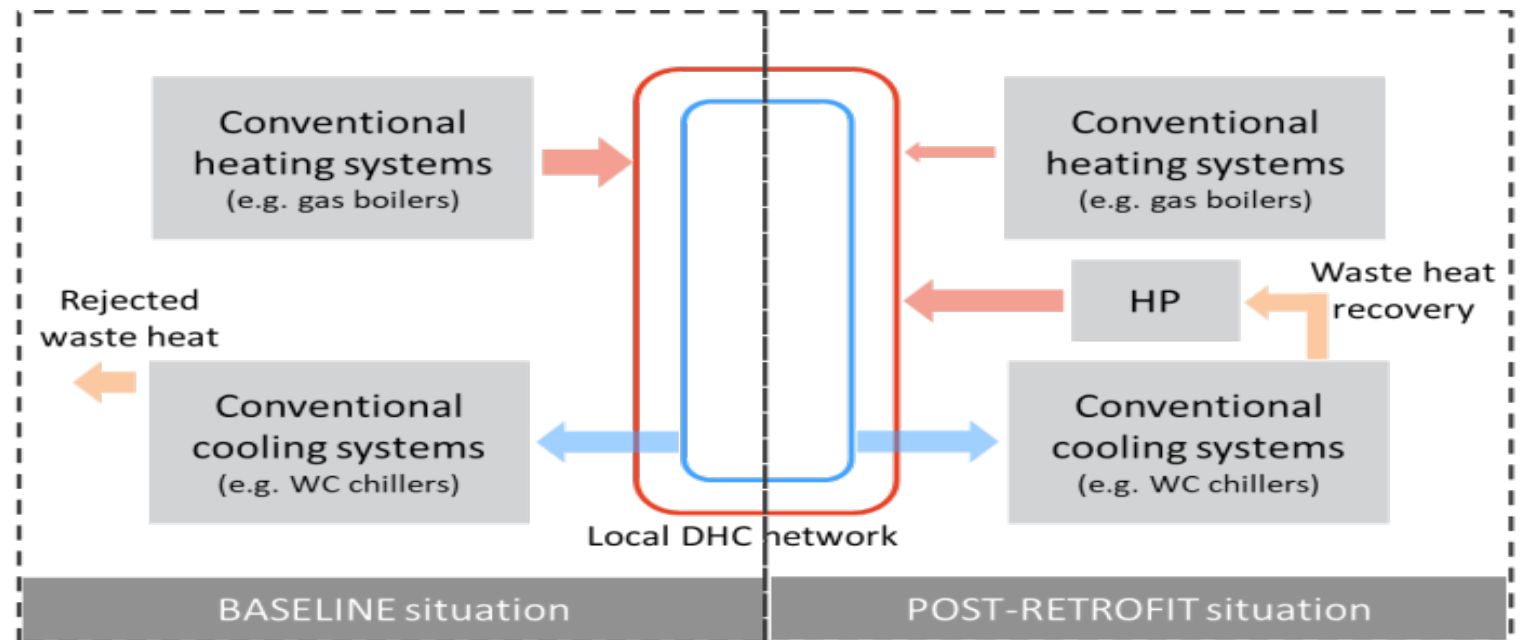 Conventional
heating systems
(e.g. gas boilers)
Rejected
waste heat
Conventional
cooling systems
(e.g. WC chillers)
Local DHC network
Conventional
heating systems
(e.g. gas boilers)
HP
Waste heat
recovery
Conventional
cooling systems
(e.g. WC chillers)
BASELINE situation
POST-RETROFIT situation